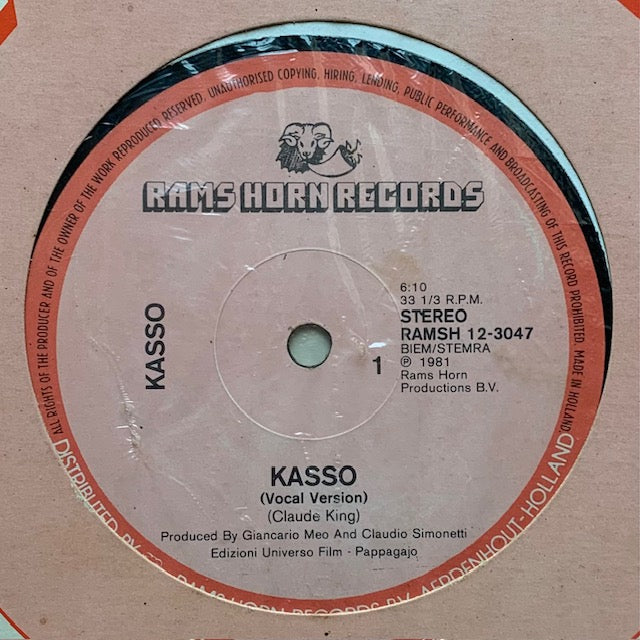 ALL RIGHTS OF THE PRODUCER AND OF THE OWNER OF THE WORK REPRODUCED RESERVED. UNAUTHORISED COPYING, HIRING, LENDING, PUBLIC PERFORMANCE AND BROADCASTING OF THIS RECORD PROHIBITED. MADE IN HOLLAND.
RAMS HORN RECORDS
KASSO
1
6:10
33 1/3 R.P.M.
STEREO
RAMSH 12-3047
BIEM/STEMRA
℗ 1981
Rams Horn
Productions B.V.
KASSO
(Vocal Version)
(Claude King)
Produced By Giancario Meo And Claudio Simonetti
Edizioni Universo Film - Pappagajo
DISTRIBUTED BY RAMS HORN RECORDS BV AERDENHOUT-HOLLAND